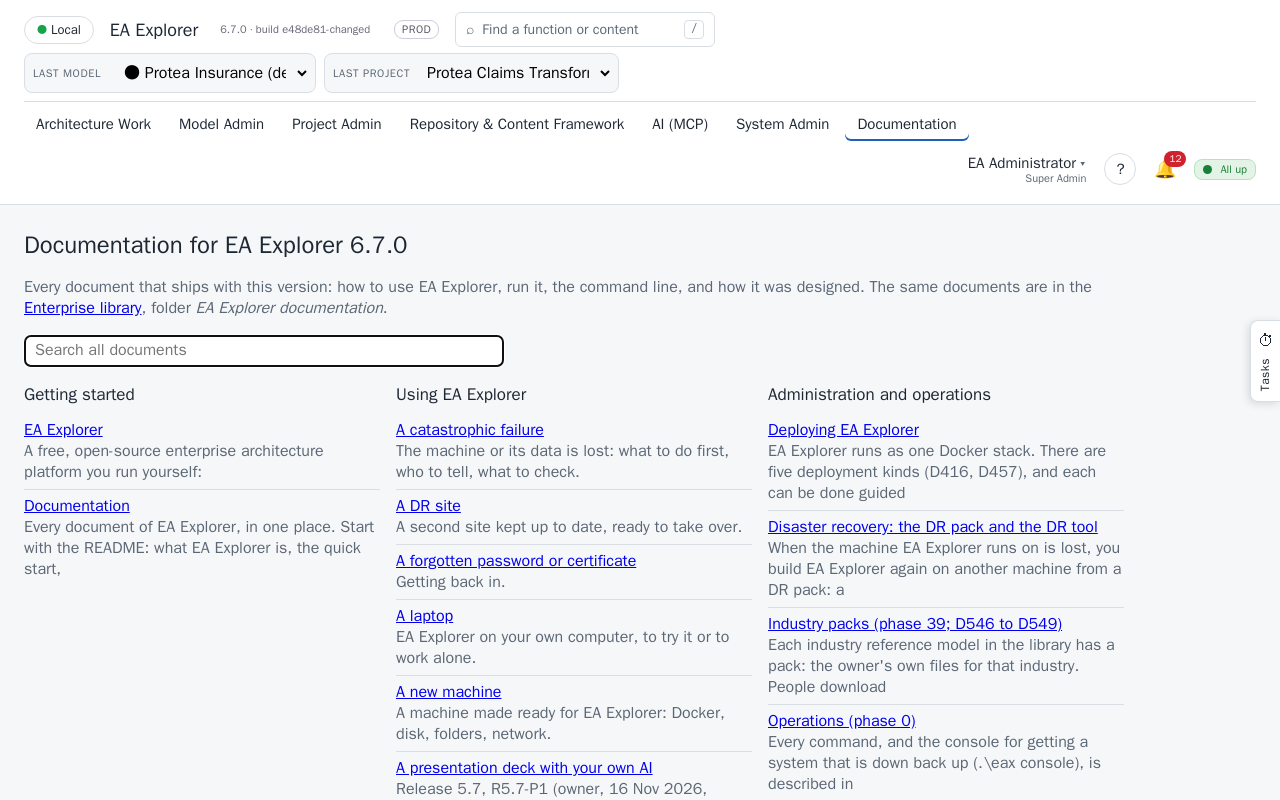 Local
EA Explorer
6.7.0 · build e48de81-changed
PROD
Find a function or content
/
LAST MODEL
Protea Insurance (de
LAST PROJECT
Protea Claims Transforr
Architecture Work
Model Admin
Project Admin
Repository & Content Framework
AI (MCP)
System Admin
Documentation
EA Administrator
Super Admin
?
12
All up
Documentation for EA Explorer 6.7.0
Every document that ships with this version: how to use EA Explorer, run it, the command line, and how it was designed. The same documents are in the
Enterprise library, folder EA Explorer documentation.
Search all documents
Tasks
Getting started
EA Explorer
A free, open-source enterprise architecture
platform you run yourself:
Documentation
Every document of EA Explorer, in one place. Start
with the README: what EA Explorer is, the quick
start,
Using EA Explorer
A catastrophic failure
The machine or its data is lost: what to do first,
who to tell, what to check.
A DR site
A second site kept up to date, ready to take over.
A forgotten password or certificate
Getting back in.
A laptop
EA Explorer on your own computer, to try it or to
work alone.
A new machine
A machine made ready for EA Explorer: Docker,
disk, folders, network.
A presentation deck with your own AI
Release 5.7, R5.7-P1 (owner, 16 Nov 2026,
Administration and operations
Deploying EA Explorer
EA Explorer runs as one Docker stack. There are
five deployment kinds (D416, D457), and each
can be done guided
Disaster recovery: the DR pack and the DR tool
When the machine EA Explorer runs on is lost, you
build EA Explorer again on another machine from a
DR pack: a
Industry packs (phase 39; D546 to D549)
Each industry reference model in the library has a
pack: the owner's own files for that industry.
People download
Operations (phase 0)
Every command, and the console for getting a
system that is down back up (.\eax console), is
described in